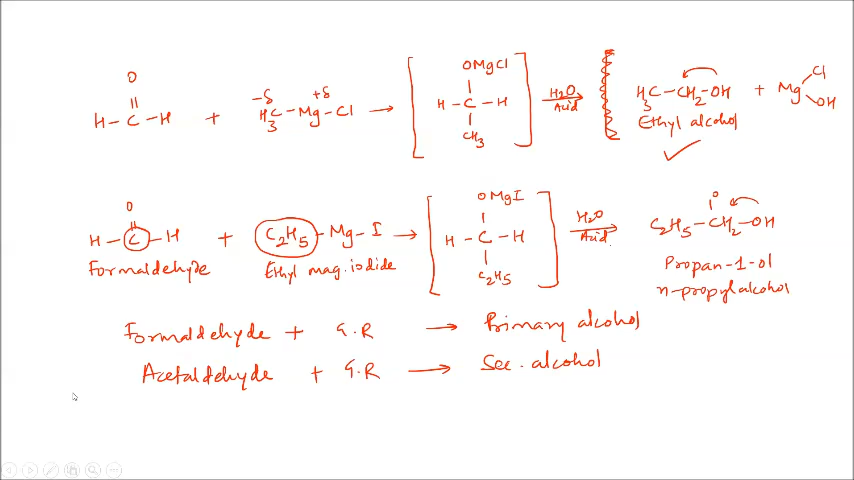 O
||
H – C – H + H3C – Mg – Cl → [ H – C – H ] H2O Acid → H3C – CH2 – OH + Mg Cl OH
–δ +δ
OMgCl
CH3
Ethyl alcohol
✓
O
||
H – C – H + C2H5 – Mg – I → [ H – C – H ] H2O Acid → C2H5 – CH2 – OH
OMgI
C2H5
1°
Formaldehyde Ethyl mag. iodide
Propan-1-ol
n-propyl alcohol
Formaldehyde + G.R → Primary alcohol
Acetaldehyde + G.R → Sec. alcohol